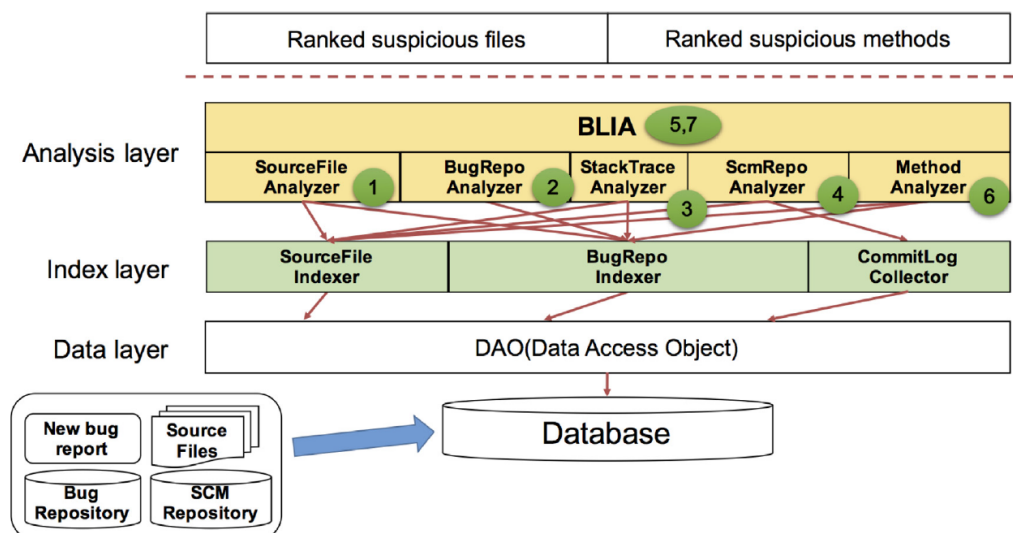 Ranked suspicious files
Ranked suspicious methods
Analysis layer
BLIA
5,7
SourceFile
Analyzer
1
BugRepo
Analyzer
2
StackTrace
Analyzer
3
ScmRepo
Analyzer
4
Method
Analyzer
6
Index layer
SourceFile
Indexer
BugRepo
Indexer
CommitLog
Collector
Data layer
DAO(Data Access Object)
New bug
report
Source
Files
Bug
Repository
SCM
Repository
Database